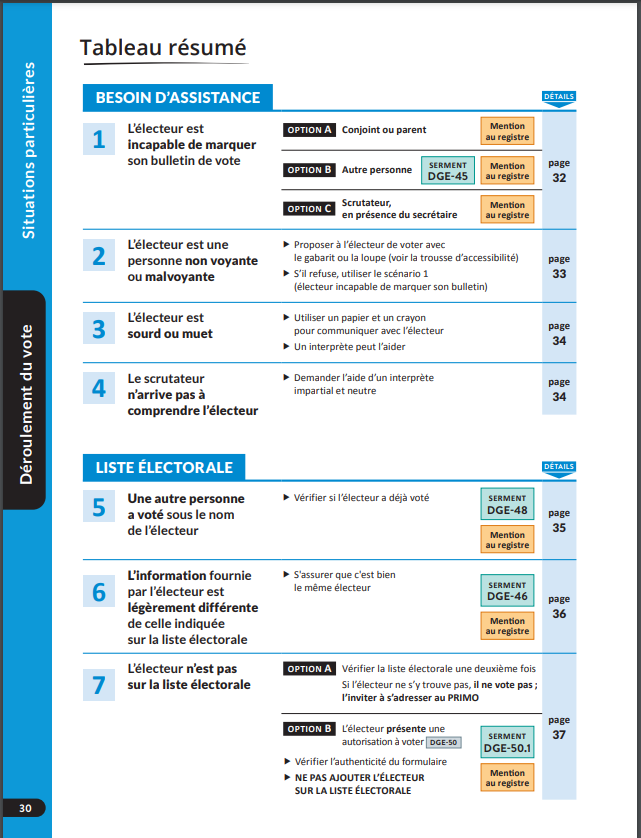 Situations particulières
Déroulement du vote
30
Tableau résumé
BESOIN D'ASSISTANCE
DÉTAILS
1
L'électeur est
incapable de marquer
son bulletin de vote
OPTION A Conjoint ou parent
Mention
au registre
OPTION B Autre personne
SERMENT
DGE-45
Mention
au registre
OPTION C Scrutateur,
en présence du secrétaire
Mention
au registre
page
32
2
L'électeur est une
personne non voyante
ou malvoyante
▶ Proposer à l'électeur de voter avec
le gabarit ou la loupe (voir la trousse d'accessibilité)
▶ S'il refuse, utiliser le scénario 1
(électeur incapable de marquer son bulletin)
page
33
3
L'électeur est
sourd ou muet
▶ Utiliser un papier et un crayon
pour communiquer avec l'électeur
▶ Un interprète peut l'aider
page
34
4
Le scrutateur
n'arrive pas à
comprendre l'électeur
▶ Demander l'aide d'un interprète
impartial et neutre
page
34
LISTE ÉLECTORALE
DÉTAILS
5
Une autre personne
a voté sous le nom
de l'électeur
▶ Vérifier si l'électeur a déjà voté
SERMENT
DGE-48
Mention
au registre
page
35
6
L'information fournie
par l'électeur est
légèrement différente
de celle indiquée
sur la liste électorale
▶ S'assurer que c'est bien
le même électeur
SERMENT
DGE-46
Mention
au registre
page
36
7
L'électeur n'est pas
sur la liste électorale
OPTION A Vérifier la liste électorale une deuxième fois
Si l'électeur ne s'y trouve pas, il ne vote pas ;
l'inviter à s'adresser au PRIMO
OPTION B L'électeur présente une
autorisation à voter DGE-50
▶ Vérifier l'authenticité du formulaire
▶ NE PAS AJOUTER L'ÉLECTEUR
SUR LA LISTE ÉLECTORALE
SERMENT
DGE-50.1
Mention
au registre
page
37